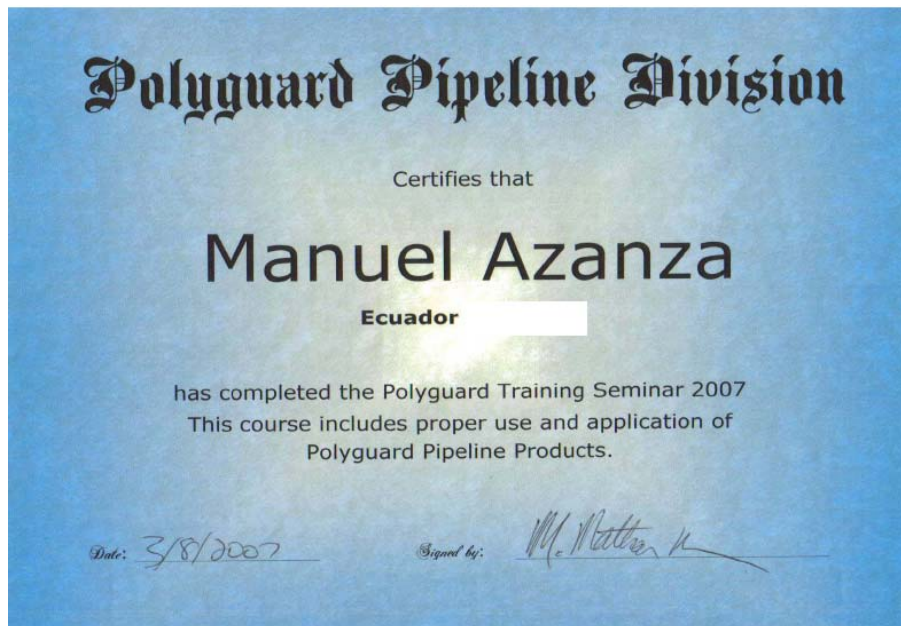 Polyguard Pipeline Division
Certifies that
Manuel Azanza
Ecuador
has completed the Polyguard Training Seminar 2007
This course includes proper use and application of
Polyguard Pipeline Products.
Date: 3/8/2007 Signed by: M.